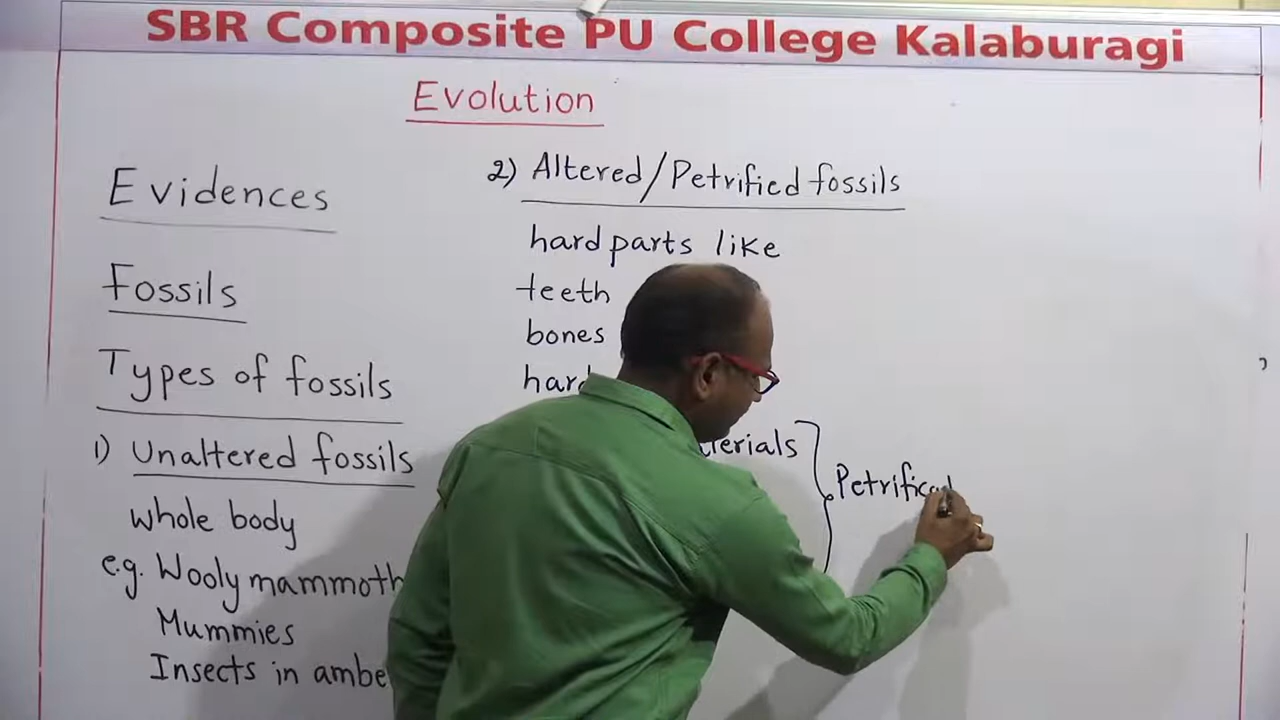 SBR Composite PU College Kalaburagi
Evolution
Evidences
Fossils
Types of fossils
1) Unaltered fossils
whole body
e.g. Wooly mammoth
Mummies
Insects in
2) Altered/Petrified fossils
hard parts like
teeth
bones